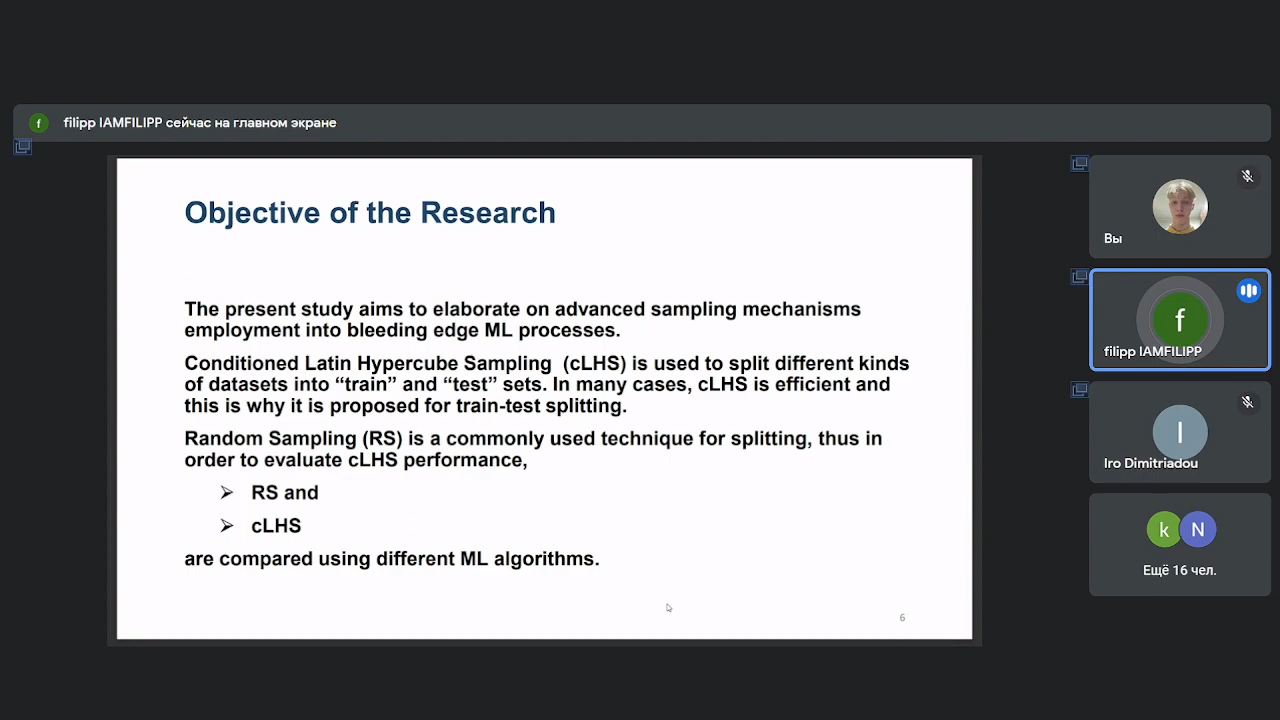 f
filipp IAMFILIPP сейчас на главном экране
Objective of the Research
The present study aims to elaborate on advanced sampling mechanisms
employment into bleeding edge ML processes.
Conditioned Latin Hypercube Sampling (cLHS) is used to split different kinds
of datasets into “train” and “test” sets. In many cases, cLHS is efficient and
this is why it is proposed for train-test splitting.
Random Sampling (RS) is a commonly used technique for splitting, thus in
order to evaluate cLHS performance,
RS and
cLHS
are compared using different ML algorithms.
6
Вы
f
filipp IAMFILIPP
I
Iro Dimitriadou
k N
Ещё 16 чел.